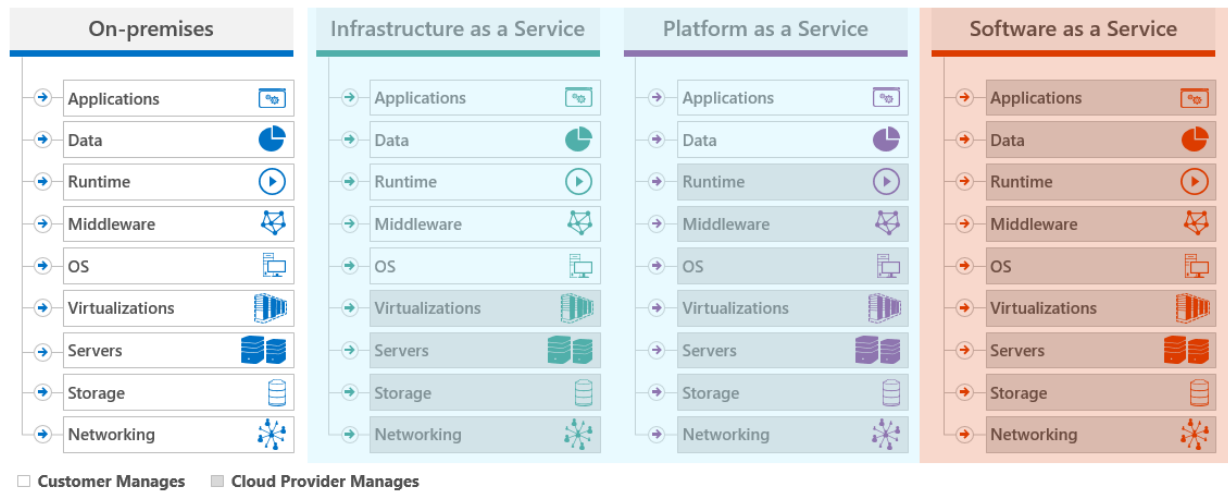 On-premises
Infrastructure as a Service
Platform as a Service
Software as a Service
Applications
Data
Runtime
Middleware
OS
Virtualizations
Servers
Storage
Networking
Applications
Data
Runtime
Middleware
OS
Virtualizations
Servers
Storage
Networking
Applications
Data
Runtime
Middleware
OS
Virtualizations
Servers
Storage
Networking
Applications
Data
Runtime
Middleware
OS
Virtualizations
Servers
Storage
Networking
Customer Manages
Cloud Provider Manages